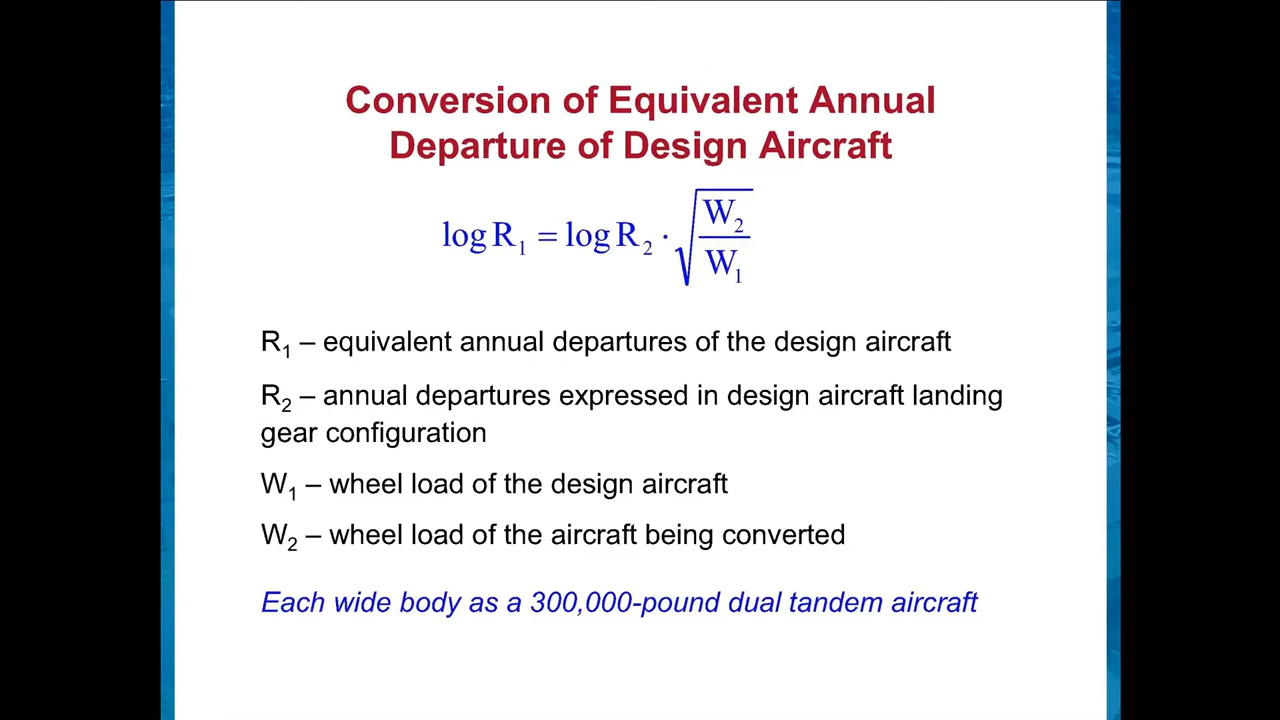 Conversion of Equivalent Annual
Departure of Design Aircraft
log R₁ = log R₂ · √(W₂/W₁)
R₁ – equivalent annual departures of the design aircraft
R₂ – annual departures expressed in design aircraft landing
gear configuration
W₁ – wheel load of the design aircraft
W₂ – wheel load of the aircraft being converted
Each wide body as a 300,000-pound dual tandem aircraft